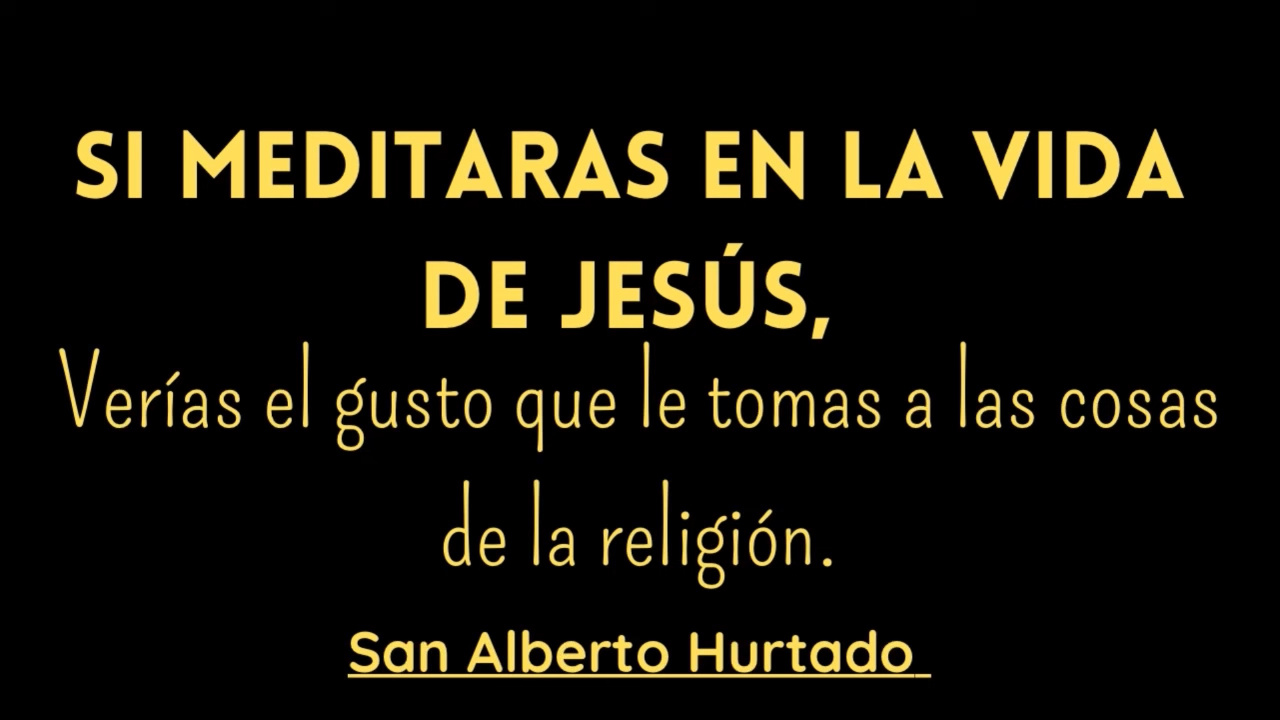 SI MEDITARAS EN LA VIDA
DE JESÚS,
Verías el gusto que le tomas a las cosas
de la religión.
San Alberto Hurtado